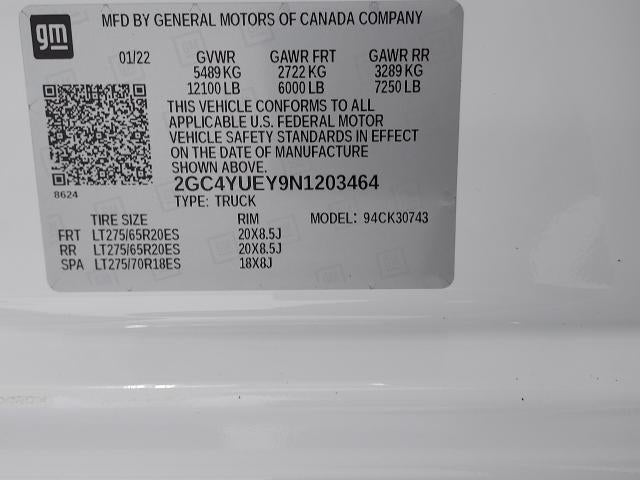 gm
MFD BY GENERAL MOTORS OF CANADA COMPANY
01/22 GVWR GAWR FRT GAWR RR
5489 KG 2722 KG 3289 KG
12100 LB 6000 LB 7250 LB
THIS VEHICLE CONFORMS TO ALL
APPLICABLE U.S. FEDERAL MOTOR
VEHICLE SAFETY STANDARDS IN EFFECT
ON THE DATE OF MANUFACTURE
SHOWN ABOVE.
8624
2GC4YUEY9N1203464
TYPE: TRUCK
TIRE SIZE RIM MODEL: 94CK30743
FRT LT275/65R20ES 20X8.5J
RR LT275/65R20ES 20X8.5J
SPA LT275/70R18ES 18X8J